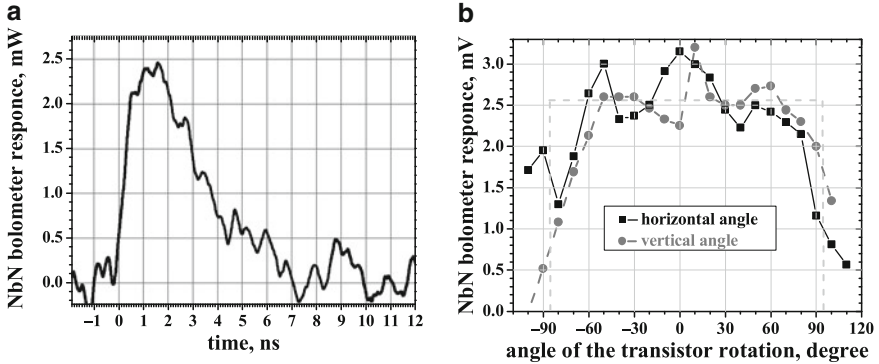 a
NbN bolometer responce, mW
2.5
2.0
1.5
1.0
0.5
0.0
−1 0 1 2 3 4 5 6 7 8 9 10 11 12
time, ns
b
NbN bolometer responce, mV
3.0
2.5
2.0
1.5
1.0
0.5
0.0
horizontal angle
vertical angle
−90 −60 −30 0 30 60 90 120
angle of the transistor rotation, degree